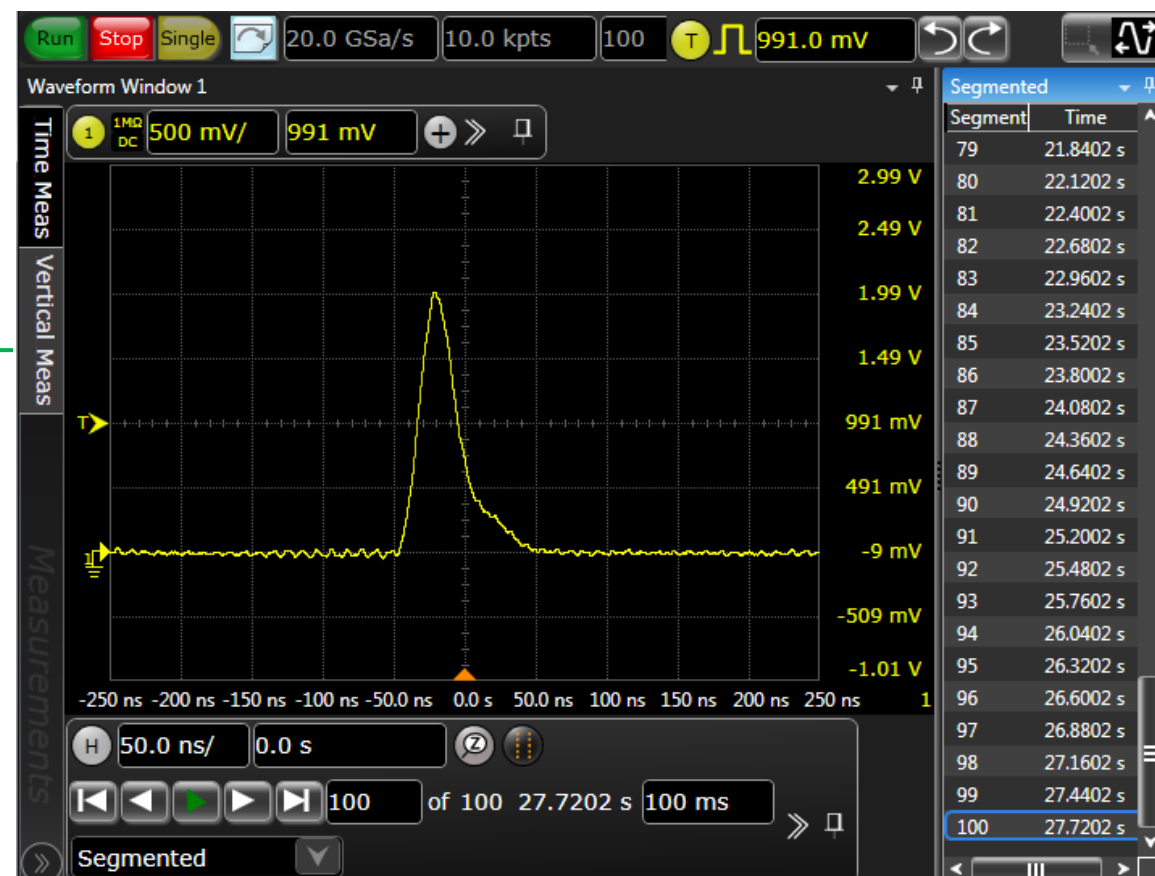 Run Stop Single 20.0 GSa/s 10.0 kpts 100 T 991.0 mV
Waveform Window 1
Time Meas
Vertical Meas
Measurements
1 1MΩ DC 500 mV/ 991 mV
2.99 V
2.49 V
1.99 V
1.49 V
T 991 mV
491 mV
1 -9 mV
-509 mV
-1.01 V
-250 ns -200 ns -150 ns -100 ns -50.0 ns 0.0 s 50.0 ns 100 ns 150 ns 200 ns 250 ns 1
H 50.0 ns/ 0.0 s Z
100 of 100 27.7202 s 100 ms
Segmented
Segmented
Segment Time
79 21.8402 s
80 22.1202 s
81 22.4002 s
82 22.6802 s
83 22.9602 s
84 23.2402 s
85 23.5202 s
86 23.8002 s
87 24.0802 s
88 24.3602 s
89 24.6402 s
90 24.9202 s
91 25.2002 s
92 25.4802 s
93 25.7602 s
94 26.0402 s
95 26.3202 s
96 26.6002 s
97 26.8802 s
98 27.1602 s
99 27.4402 s
100 27.7202 s